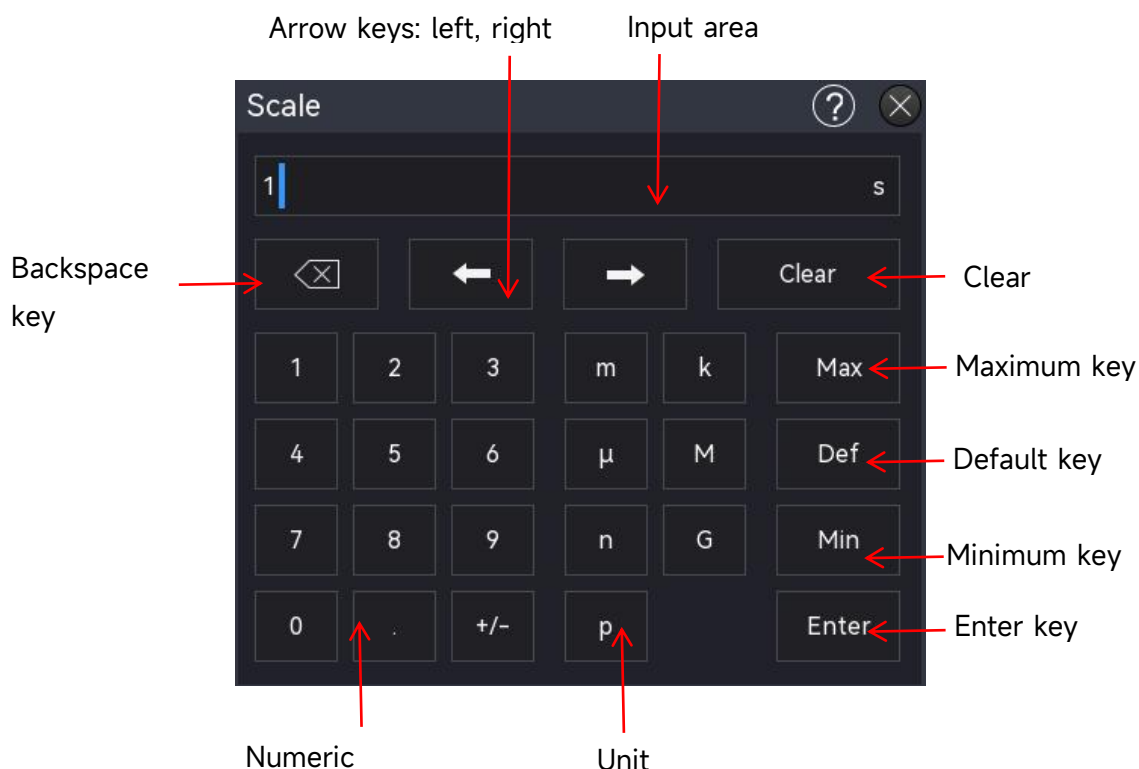 Arrow keys: left, right
Input area
Scale
?
1
s
Backspace
key
Clear
Clear
1 2 3 m k Max
Maximum key
4 5 6 μ M Def
Default key
7 8 9 n G Min
Minimum key
0 . +/- p Enter
Enter key
Numeric
Unit